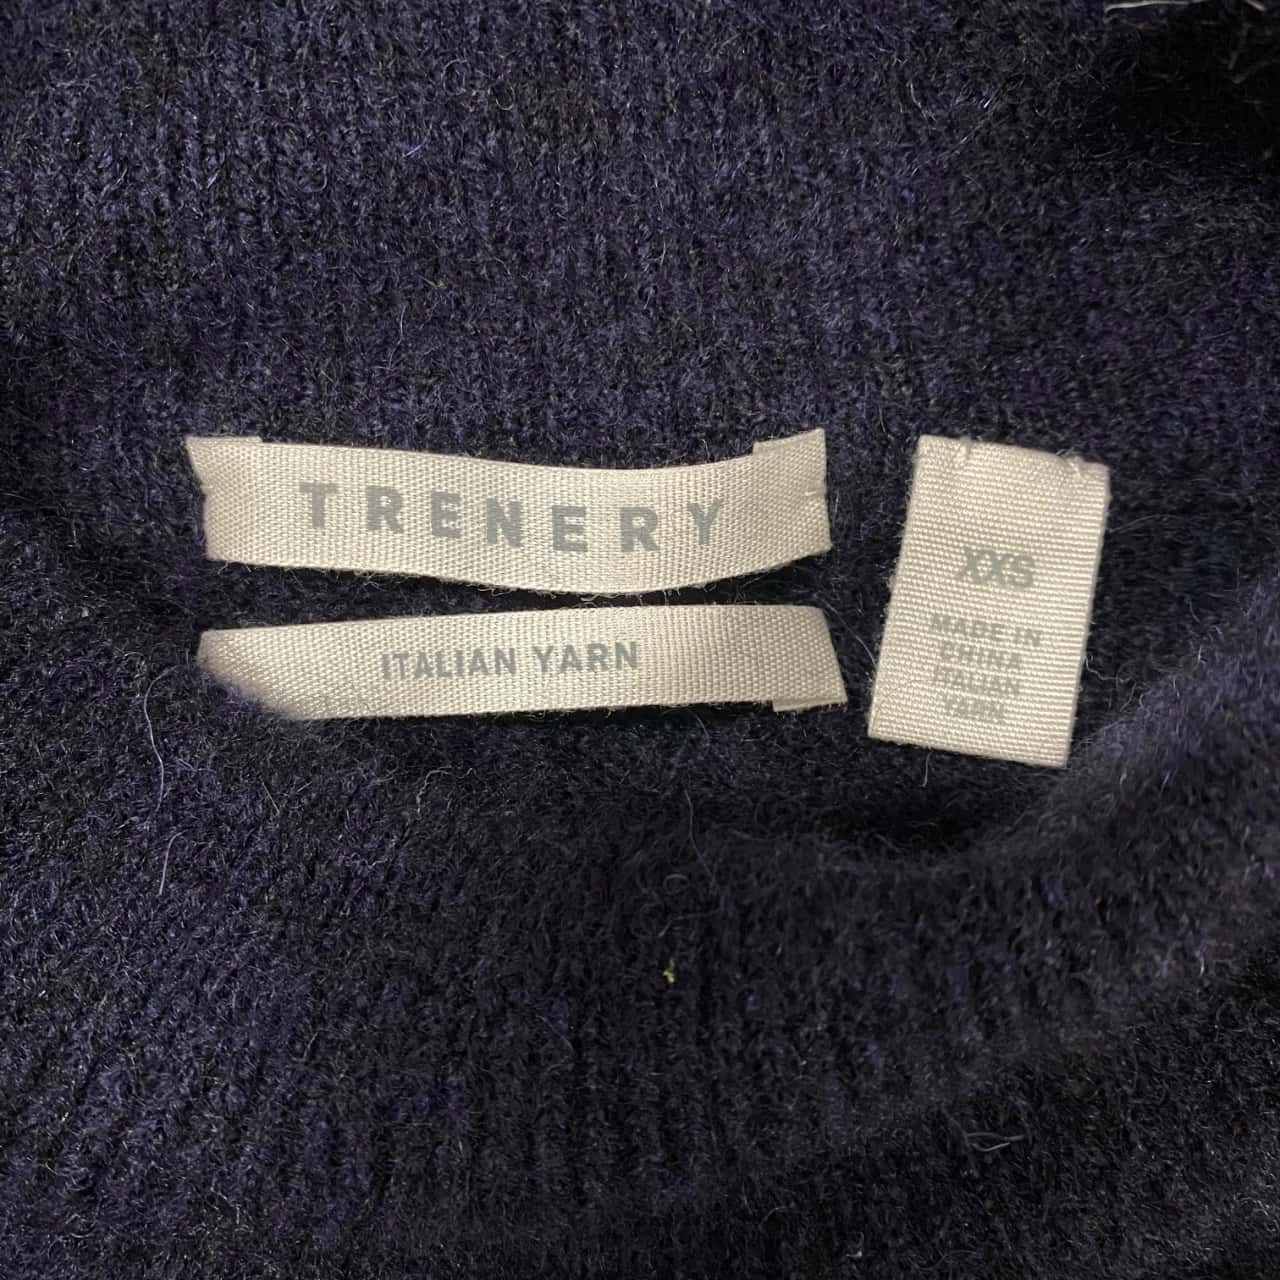 TRENERY
ITALIAN YARN
XXS
MADE IN
CHINA
ITALIAN
YARN